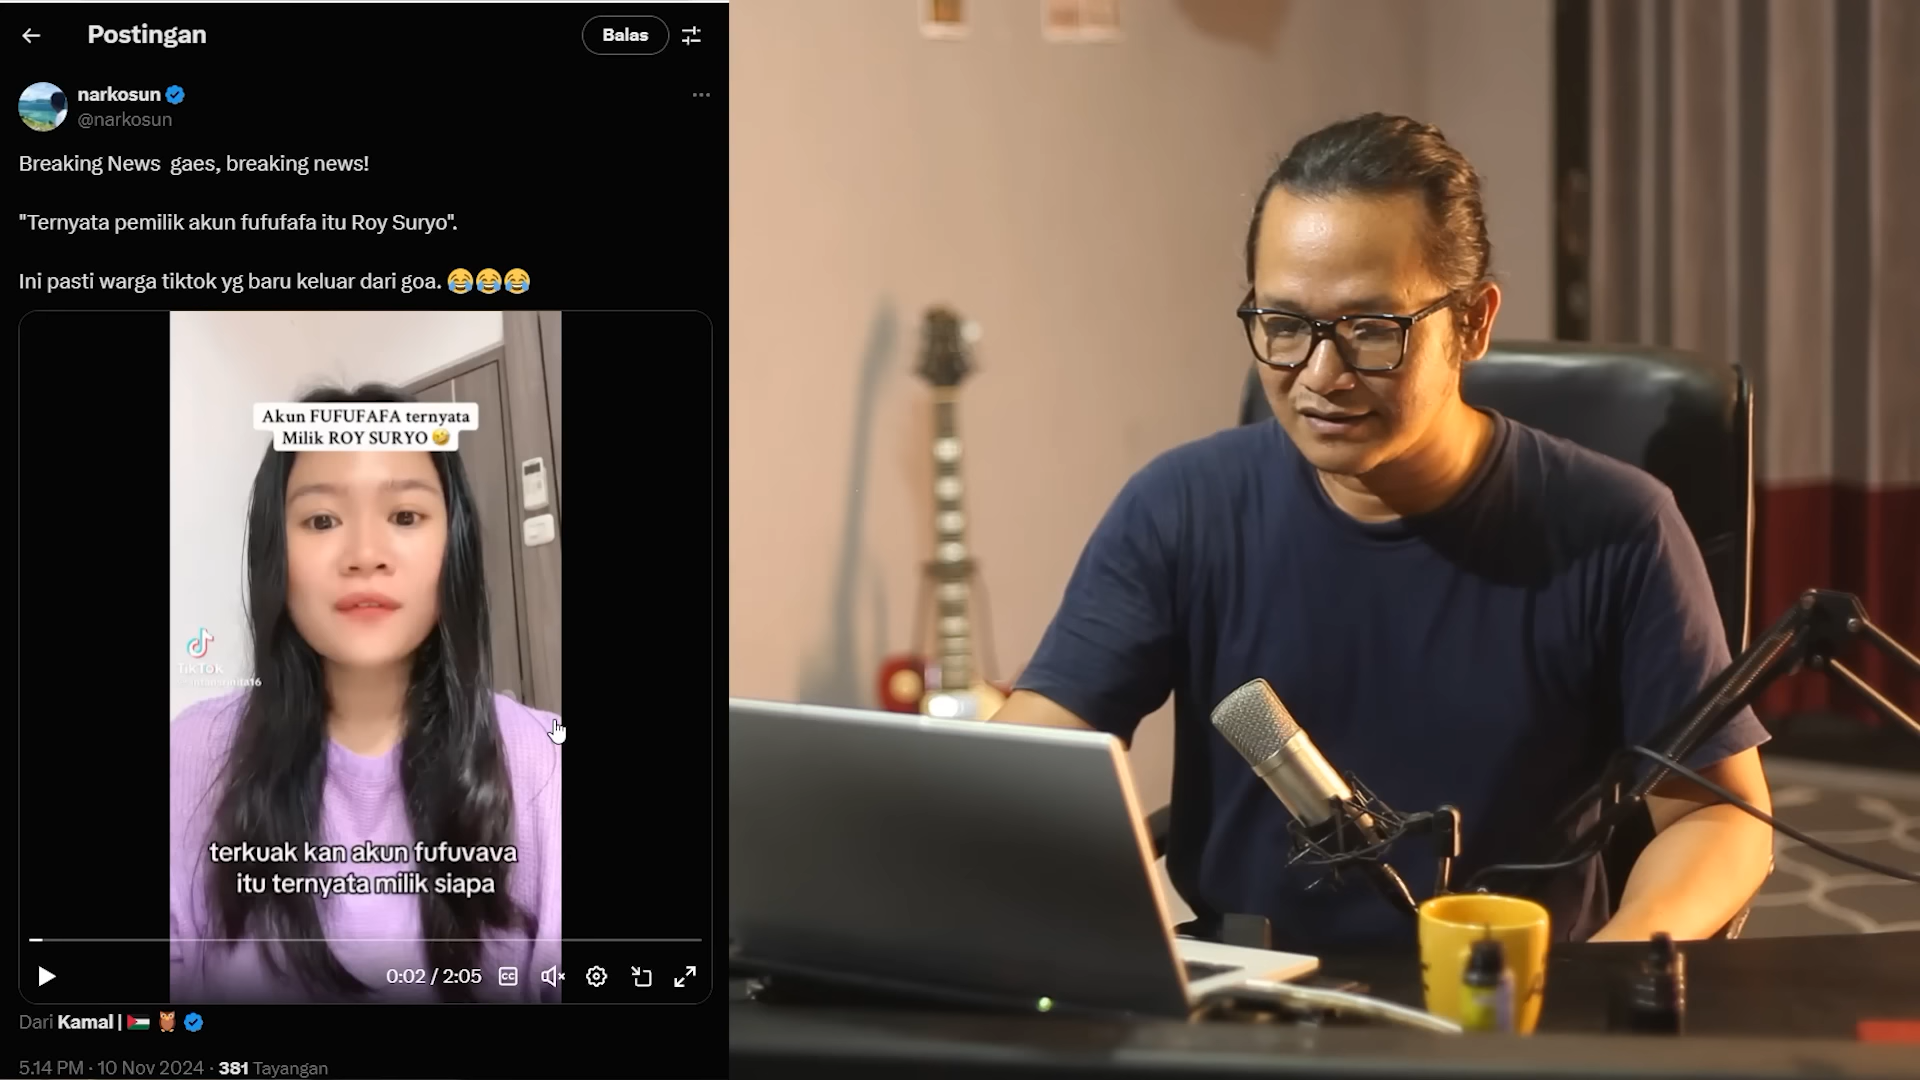 Postingan
Balas
narkosun
@narkosun
Breaking News gaes, breaking news!
"Ternyata pemilik akun fufufafa itu Roy Suryo".
Ini pasti warga tiktok yg baru keluar dari goa. 😂😂😂
Akun FUFUFAFA ternyata
Milik ROY SURYO 🤣
TikTok
terkuak kan akun fufuvava
itu ternyata milik siapa
0:02 / 2:05
CC
Dari Kamal | 🇵🇸 🦉
5.14 PM · 10 Nov 2024 · 381 Tayangan